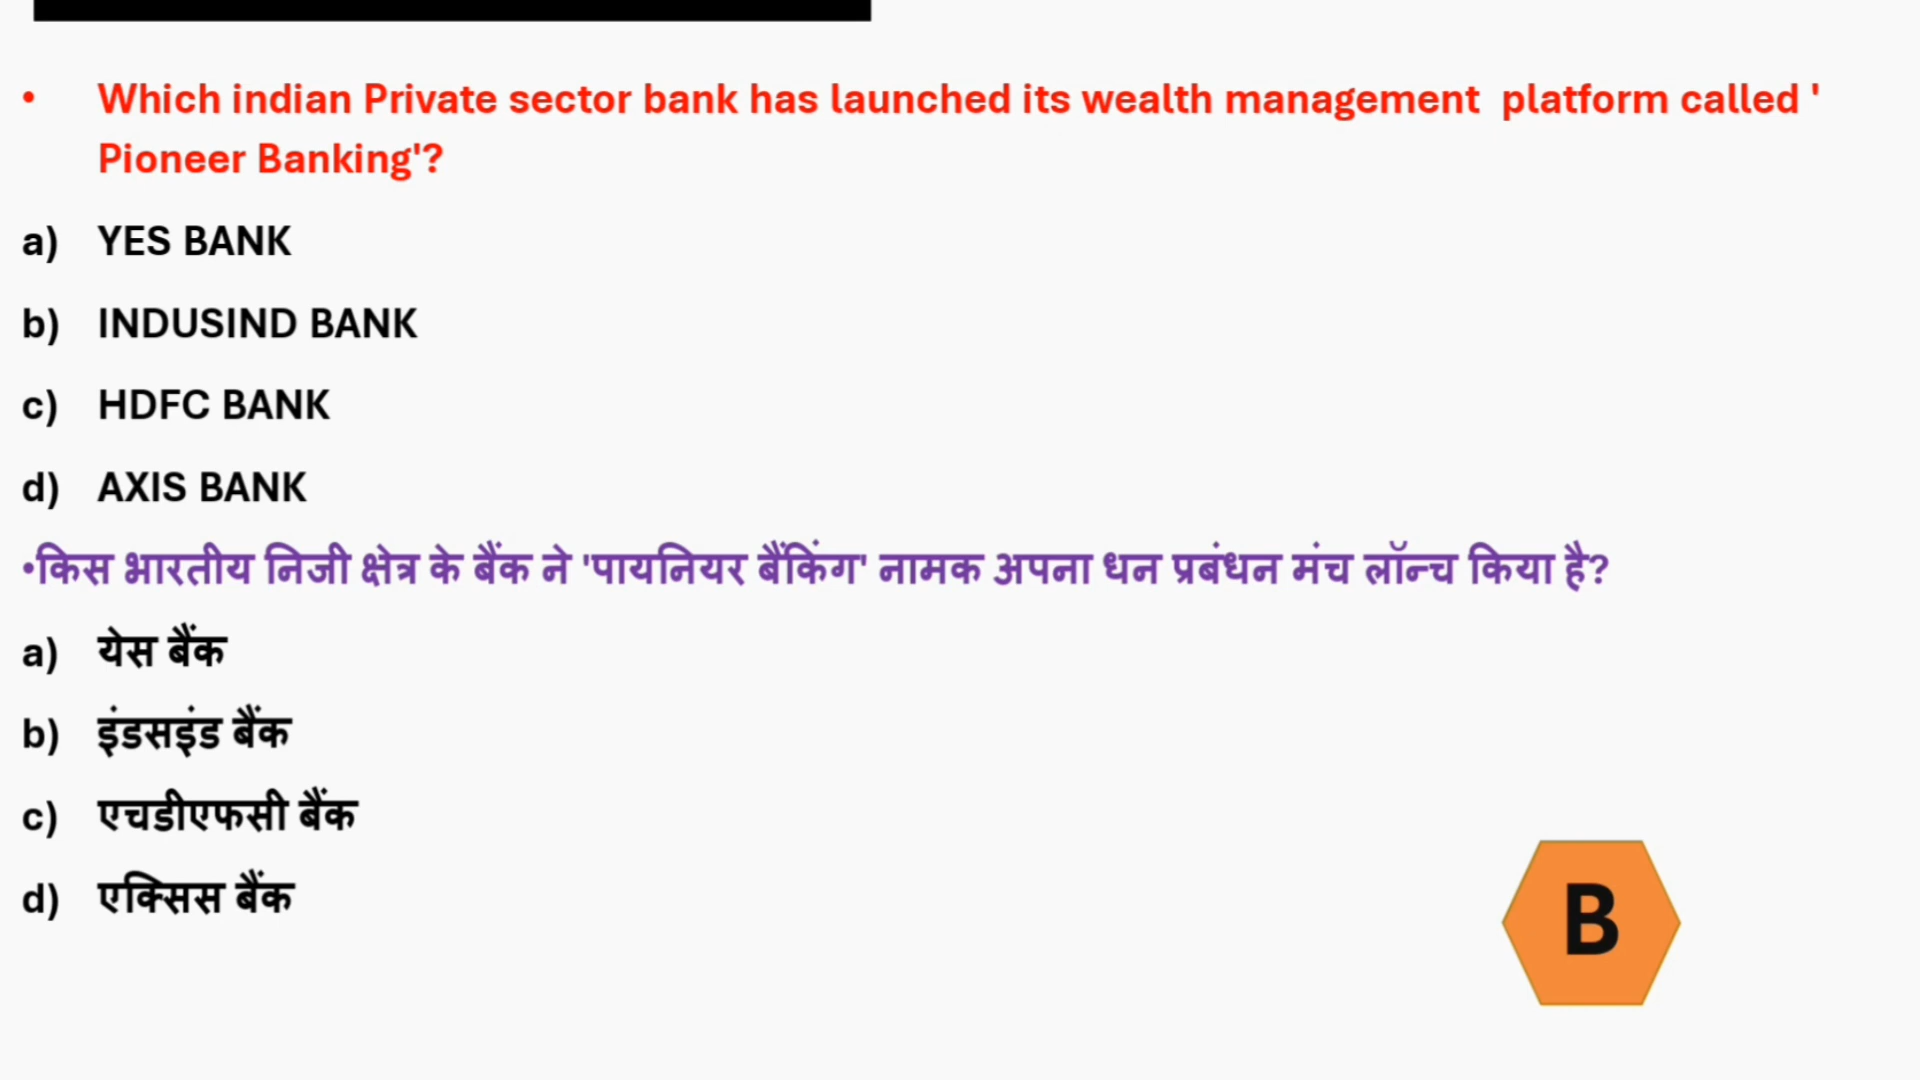 • Which indian Private sector bank has launched its wealth management platform called '
Pioneer Banking'?
a) YES BANK
b) INDUSIND BANK
c) HDFC BANK
d) AXIS BANK
•किस भारतीय निजी क्षेत्र के बैंक ने 'पायनियर बैंकिंग' नामक अपना धन प्रबंधन मंच लॉन्च किया है?
a) येस बैंक
b) इंडसइंड बैंक
c) एचडीएफसी बैंक
d) एक्सिस बैंक
B